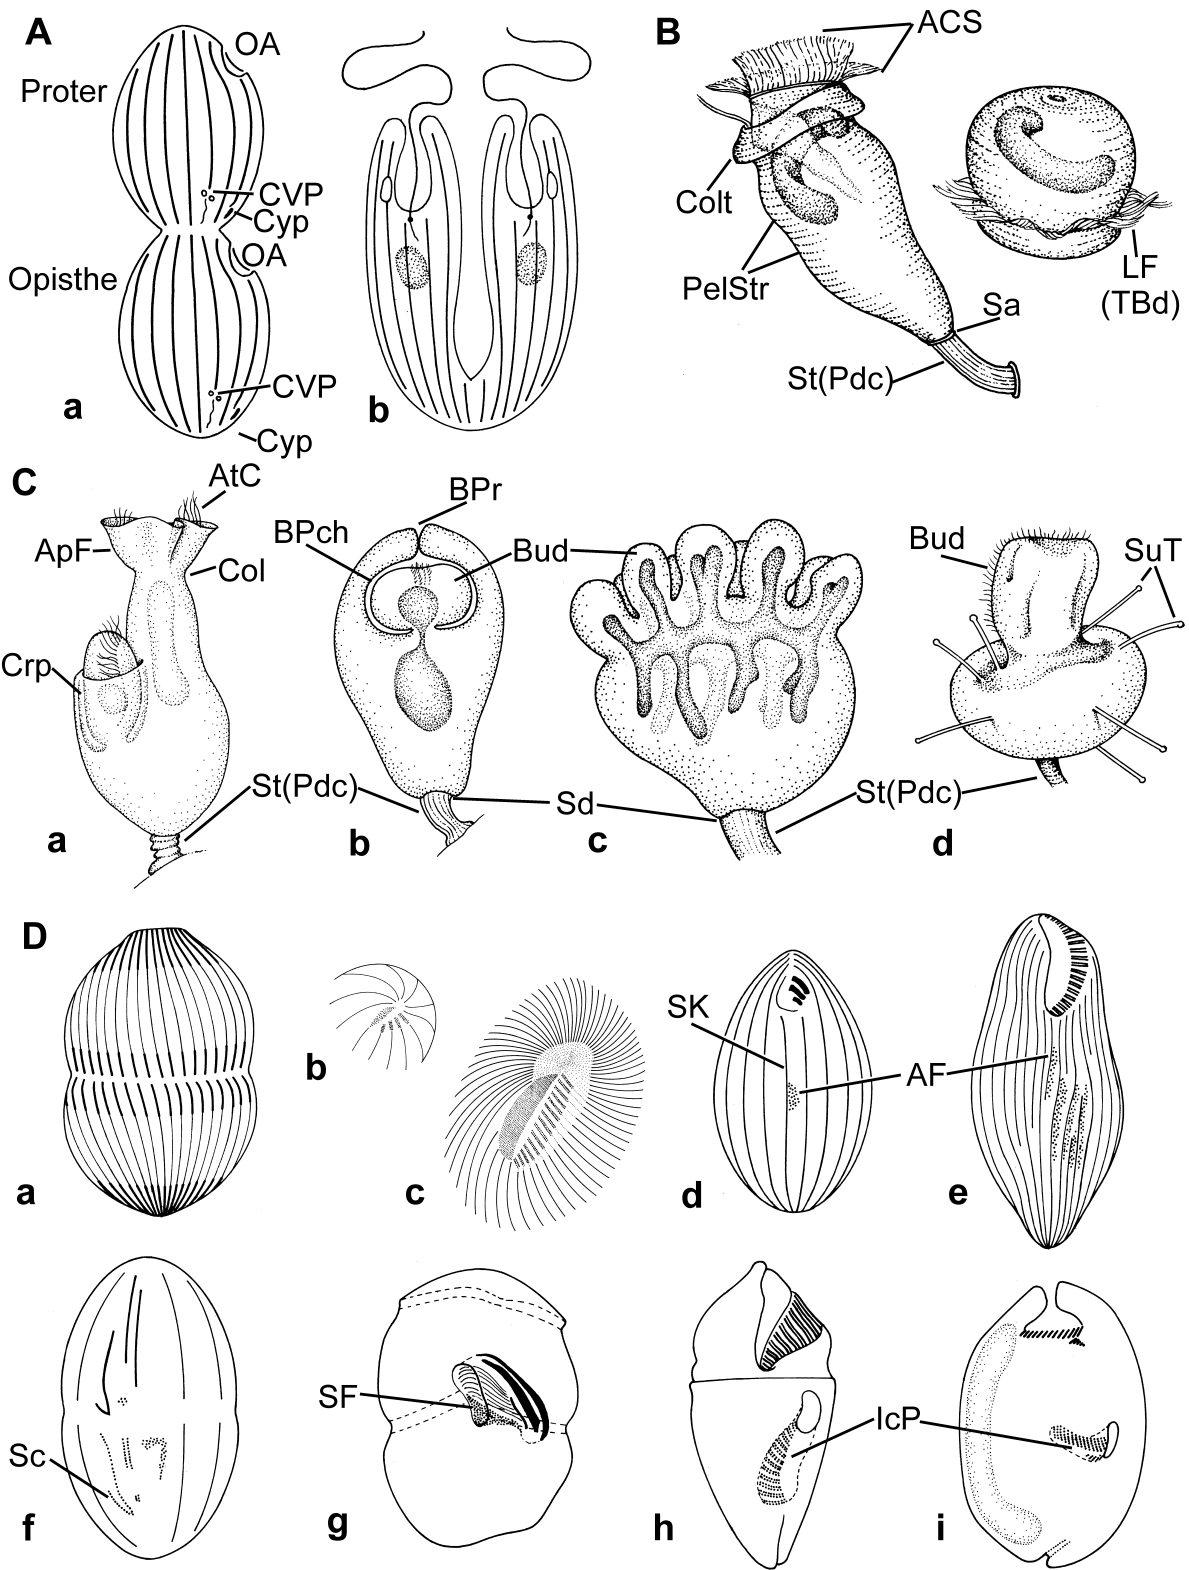 A
OA
Proter
CVP
Cyp
OA
Opisthe
CVP
Cyp
a
b
B
ACS
Colt
PelStr
LF
(TBd)
Sa
St(Pdc)
C
AtC
ApF
Col
Crp
a
BPr
BPch
Bud
St(Pdc)
Sd
b
c
Bud
SuT
St(Pdc)
d
D
a
b
c
SK
AF
d
e
Sc
f
SF
g
IcP
h
i